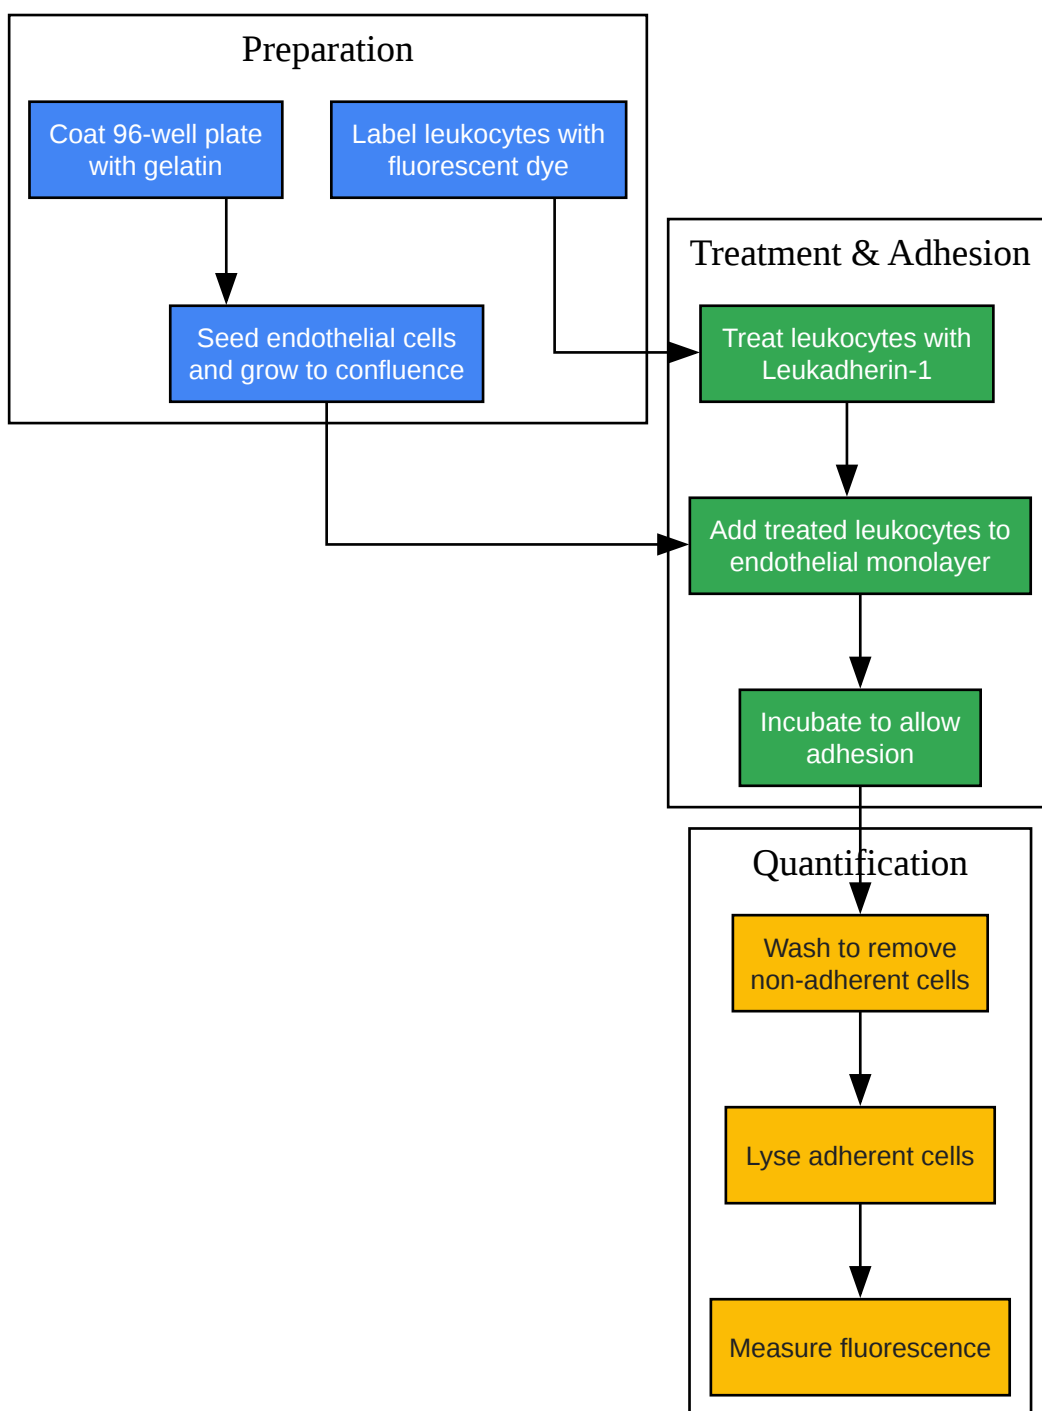 Preparation
Coat 96-well plate
with gelatin
Label leukocytes with
fluorescent dye
Seed endothelial cells
and grow to confluence
Treatment & Adhesion
Treat leukocytes with
Leukadherin-1
Add treated leukocytes to
endothelial monolayer
Incubate to allow
adhesion
Quantification
Wash to remove
non-adherent cells
Lyse adherent cells
Measure fluorescence